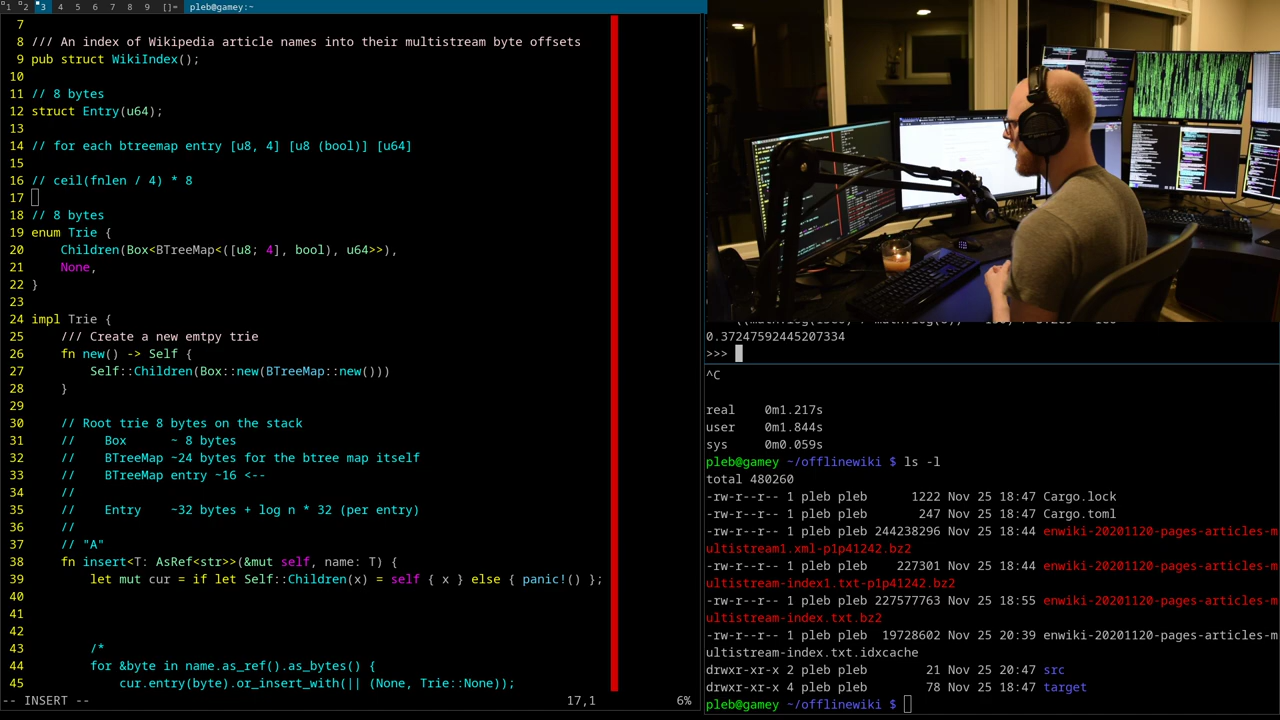 1 2 3 4 5 6 7 8 9 []= pleb@gamey:~
7
8 /// An index of Wikipedia article names into their multistream byte offsets
9 pub struct WikiIndex();
10
11 // 8 bytes
12 struct Entry(u64);
13
14 // for each btreemap entry [u8, 4] [u8 (bool)] [u64]
15
16 // ceil(fnlen / 4) * 8
17
18 // 8 bytes
19 enum Trie {
20     Children(Box<BTreeMap<([u8; 4], bool), u64>>),
21     None,
22 }
23
24 impl Trie {
25     /// Create a new emtpy trie
26     fn new() -> Self {
27         Self::Children(Box::new(BTreeMap::new()))
28     }
29
30     // Root trie 8 bytes on the stack
31     //    Box      ~ 8 bytes
32     //    BTreeMap ~24 bytes for the btree map itself
33     //    BTreeMap entry ~16 <--
34     //
35     //    Entry    ~32 bytes + log n * 32 (per entry)
36     //
37     // "A"
38     fn insert<T: AsRef<str>>(&mut self, name: T) {
39         let mut cur = if let Self::Children(x) = self { x } else { panic!() };
40
41
42
43         /*
44         for &byte in name.as_ref().as_bytes() {
45             cur.entry(byte).or_insert_with(|| (None, Trie::None));
-- INSERT -- 17,1 6%
0.37247592445207334
>>>
^C
real 0m1.217s
user 0m1.844s
sys 0m0.059s
pleb@gamey ~/offlinewiki $ ls -l
total 480260
-rw-r--r-- 1 pleb pleb      1222 Nov 25 18:47 Cargo.lock
-rw-r--r-- 1 pleb pleb       247 Nov 25 18:47 Cargo.toml
-rw-r--r-- 1 pleb pleb 244238296 Nov 25 18:44 enwiki-20201120-pages-articles-m
ultistream1.xml-p1p41242.bz2
-rw-r--r-- 1 pleb pleb    227301 Nov 25 18:44 enwiki-20201120-pages-articles-m
ultistream-index1.txt-p1p41242.bz2
-rw-r--r-- 1 pleb pleb 227577763 Nov 25 18:55 enwiki-20201120-pages-articles-m
ultistream-index.txt.bz2
-rw-r--r-- 1 pleb pleb  19728602 Nov 25 20:39 enwiki-20201120-pages-articles-m
ultistream-index.txt.txt.idxcache
drwxr-xr-x 2 pleb pleb        21 Nov 25 20:47 src
drwxr-xr-x 4 pleb pleb        78 Nov 25 18:47 target
pleb@gamey ~/offlinewiki $